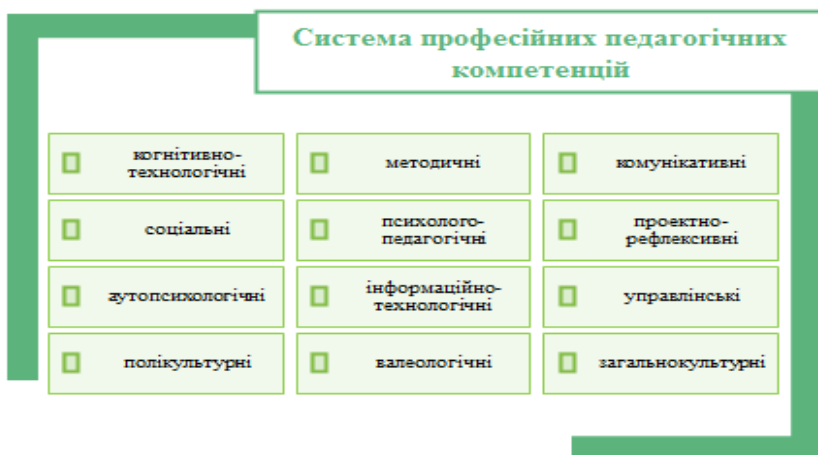 Система професійних педагогічних
компетенцій
когнітивно-
технологічні
методичні
комунікативні
соціальні
психолого-
педагогічні
проектно-
рефлексивні
аутопсихологічні
інформаційно-
технологічні
управлінські
полікультурні
валеологічні
загальнокультурні